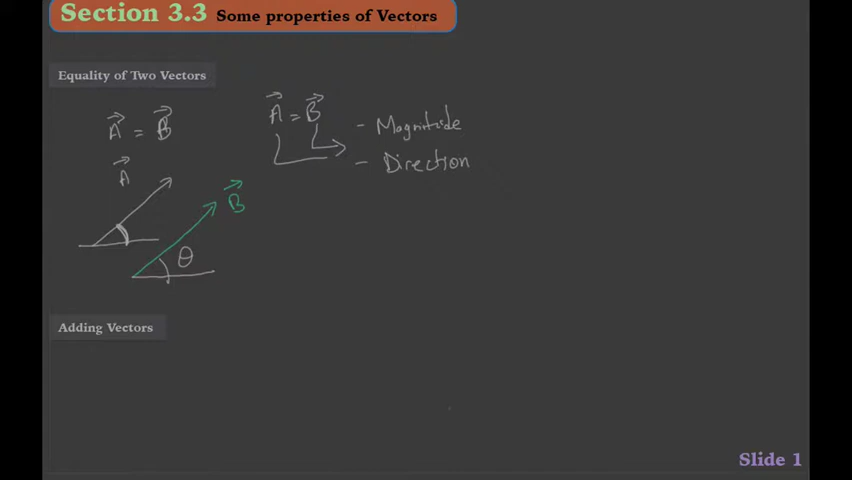 Section 3.3 Some properties of Vectors
Equality of Two Vectors
A⃗ = B⃗
A⃗ = B⃗
- Magnitude
- Direction
A⃗
B⃗
θ
Adding Vectors
Slide 1